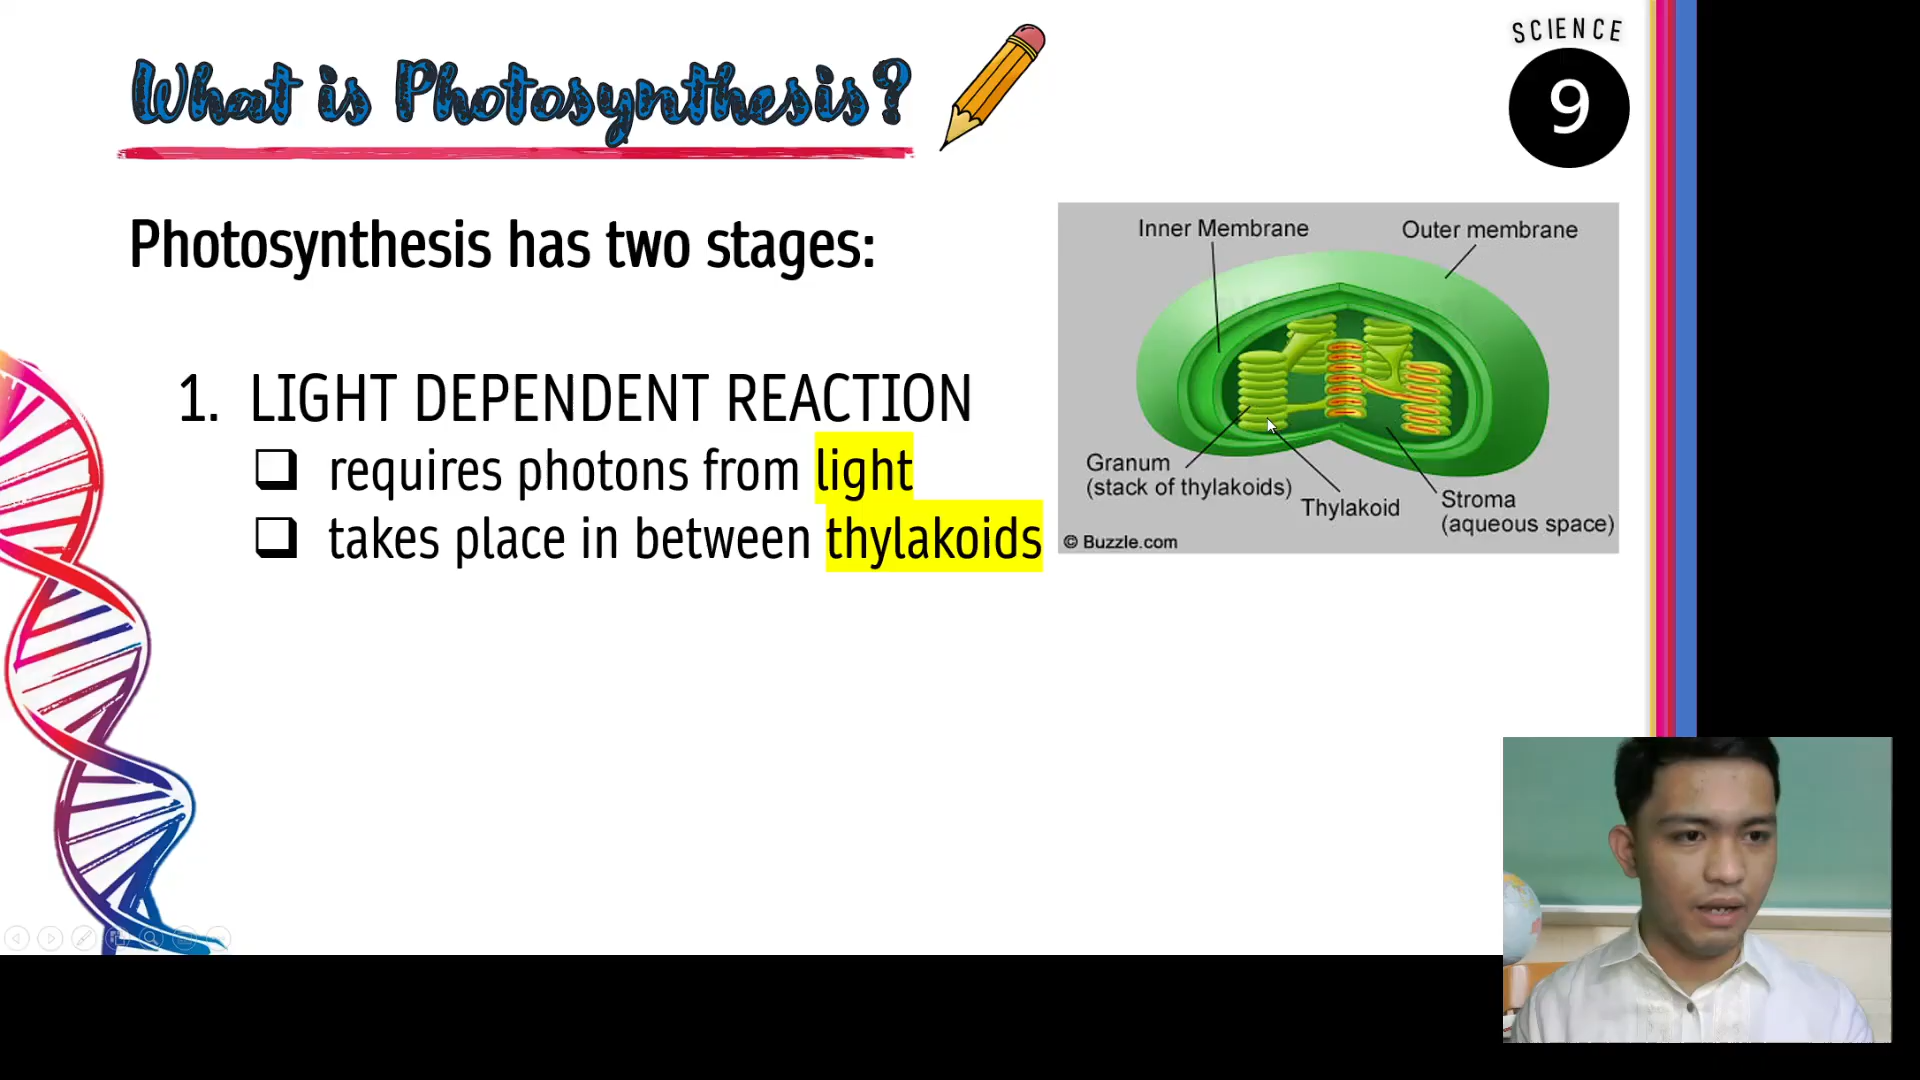 What is Photosynthesis?
SCIENCE
9
Photosynthesis has two stages:
1. LIGHT DEPENDENT REACTION
❑ requires photons from light
❑ takes place in between thylakoids
Inner Membrane
Outer membrane
Granum
(stack of thylakoids)
Thylakoid
Stroma
(aqueous space)
© Buzzle.com